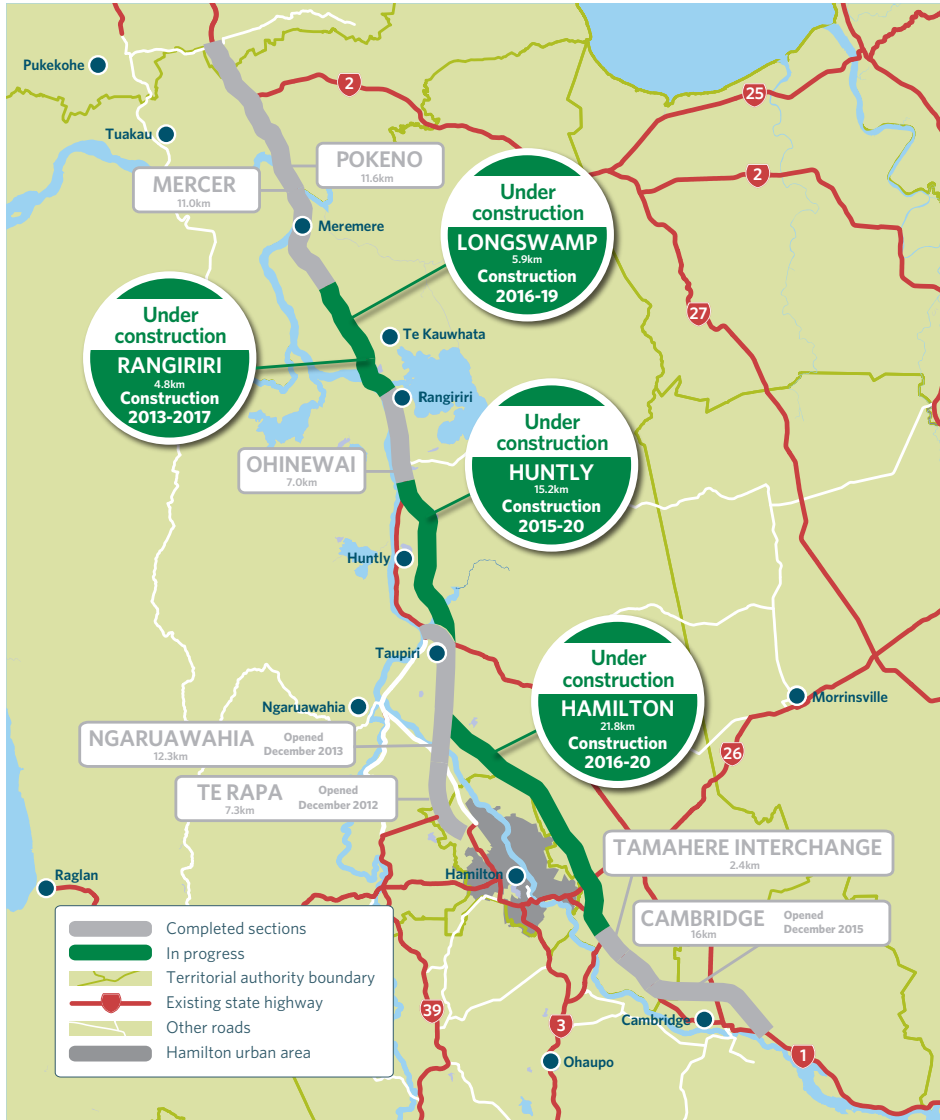 Pukekohe
2
25
Tuakau
POKENO
11.6km
MERCER
11.0km
2
Meremere
Under
construction
LONGSWAMP
5.9km
Construction
2016-19
27
Under
construction
RANGIRIRI
4.8km
Construction
2013-2017
Te Kauwhata
Rangiriri
Under
construction
HUNTLY
15.2km
Construction
2015-20
OHINEWAI
7.0km
Huntly
Taupiri
Under
construction
HAMILTON
21.8km
Construction
2016-20
Morrinsville
Ngaruawahia
NGARUAWAHIA Opened
December 2013
12.3km
26
TE RAPA Opened
December 2012
7.3km
TAMAHERE INTERCHANGE
2.4km
Raglan
Hamilton
CAMBRIDGE Opened
December 2015
16km
Completed sections
In progress
Territorial authority boundary
Existing state highway
Other roads
Hamilton urban area
39
3
Cambridge
1
Ohaupo